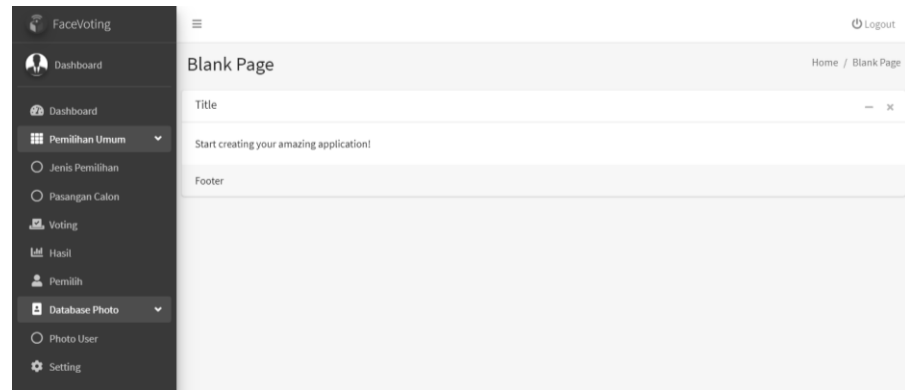 FaceVoting
Logout
Dashboard
Blank Page
Home / Blank Page
Dashboard
Pemilihan Umum
Jenis Pemilihan
Pasangan Calon
Voting
Hasil
Pemilih
Database Photo
Photo User
Setting
Title
Start creating your amazing application!
Footer